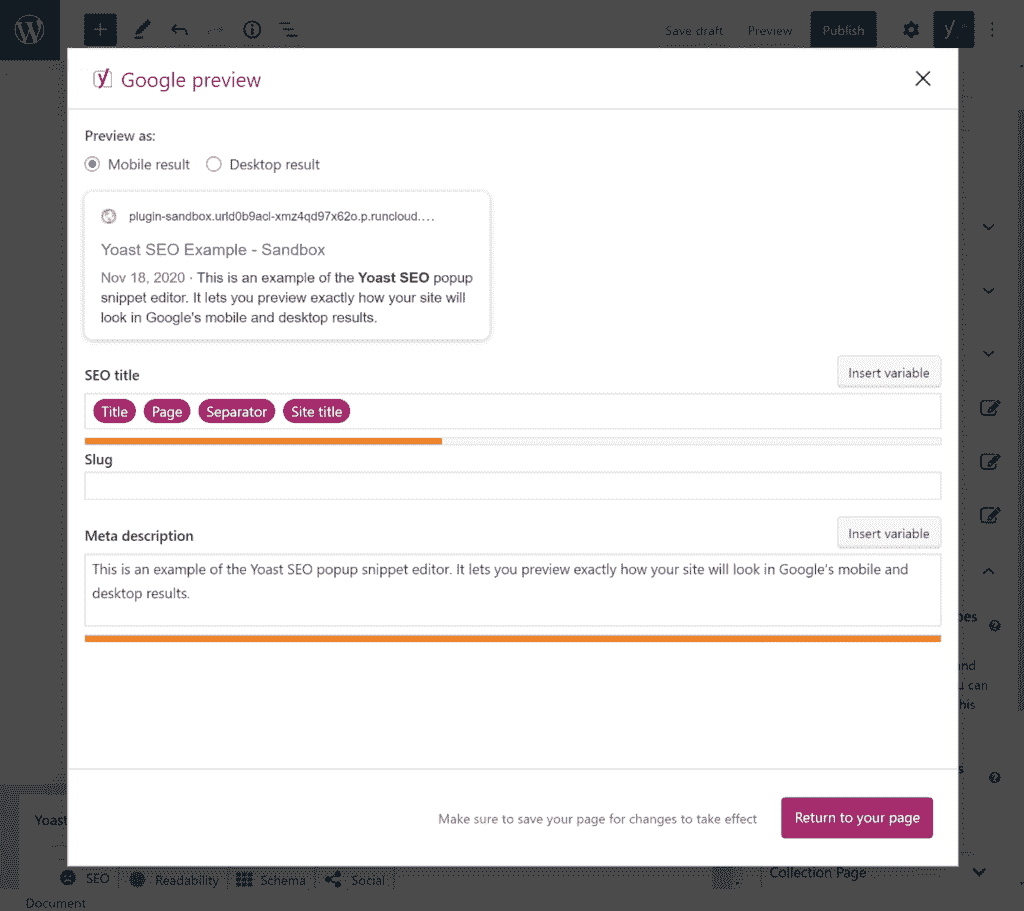 Save draft
Preview
Publish
Google preview
Preview as:
Mobile result
Desktop result
plugin-sandbox.urld0b9acl-xmz4qd97x62o.p.runcloud....
Yoast SEO Example - Sandbox
Nov 18, 2020 · This is an example of the Yoast SEO popup
snippet editor. It lets you preview exactly how your site will
look in Google's mobile and desktop results.
SEO title
Insert variable
Title Page Separator Site title
Slug
Meta description
Insert variable
This is an example of the Yoast SEO popup snippet editor. It lets you preview exactly how your site will look in Google's mobile and
desktop results.
Make sure to save your page for changes to take effect
Return to your page
Yoast
SEO
Readability
Schema
Social
Collection Page
Document